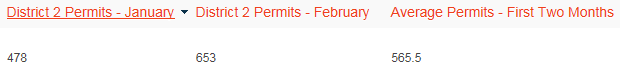 District 2 Permits - January District 2 Permits - February Average Permits - First Two Months
478 653 565.5